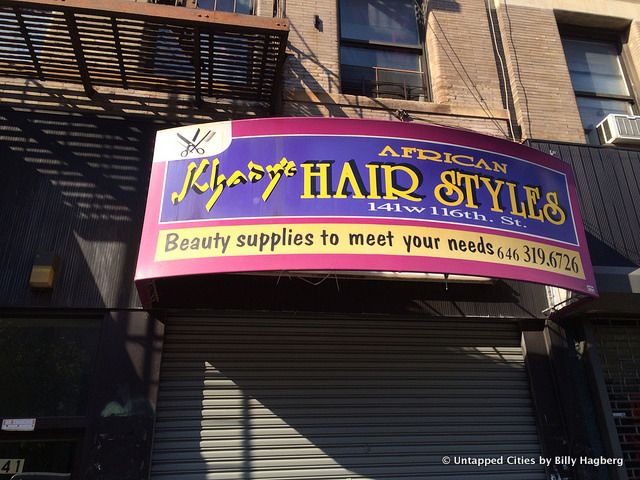 AFRICAN
Khady's HAIR STYLES
141w 116th. St.
Beauty supplies to meet your needs 646 319.6726
41
© Untapped Cities by Billy Hagberg